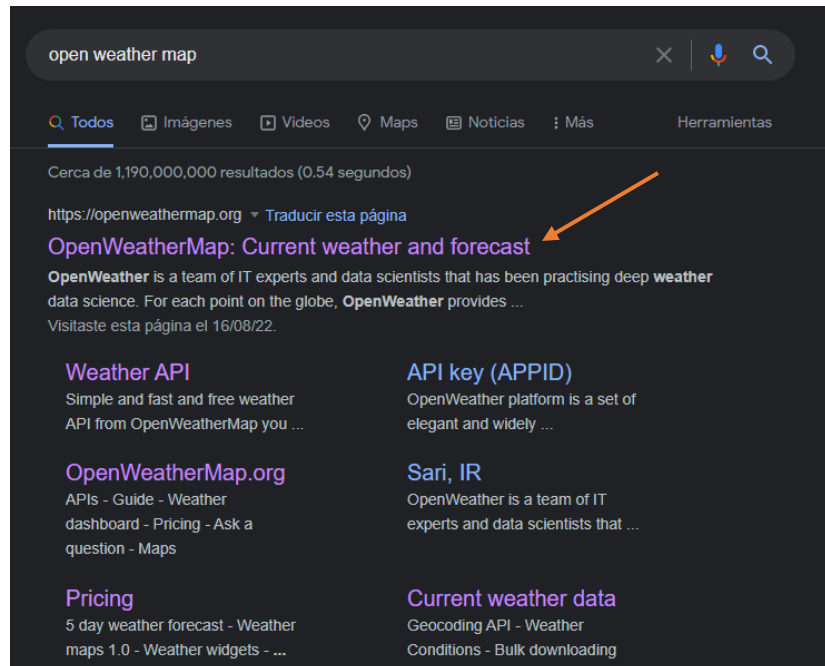 open weather map
Todos Imágenes Videos Maps Noticias Más Herramientas
Cerca de 1,190,000,000 resultados (0.54 segundos)
https://openweathermap.org Traducir esta página
OpenWeatherMap: Current weather and forecast
OpenWeather is a team of IT experts and data scientists that has been practising deep weather
data science. For each point on the globe, OpenWeather provides ...
Visitaste esta página el 16/08/22.
Weather API
Simple and fast and free weather
API from OpenWeatherMap you ...
API key (APPID)
OpenWeather platform is a set of
elegant and widely ...
OpenWeatherMap.org
APIs - Guide - Weather
dashboard - Pricing - Ask a
question - Maps
Sari, IR
OpenWeather is a team of IT
experts and data scientists that ...
Pricing
5 day weather forecast - Weather
maps 1.0 - Weather widgets - ...
Current weather data
Geocoding API - Weather
Conditions - Bulk downloading